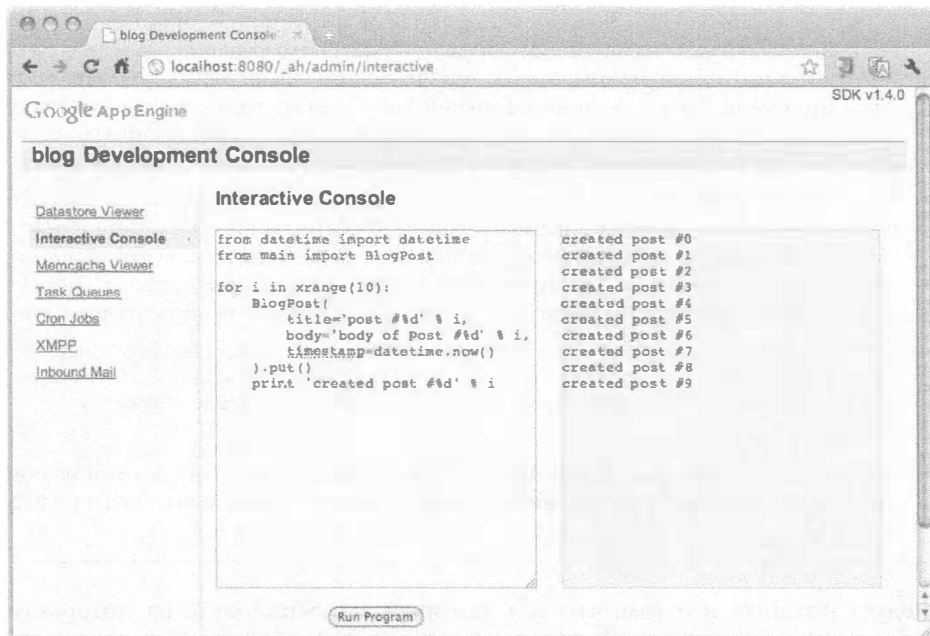 blog Development Console
localhost:8080/_ah/admin/interactive
SDK v1.4.0
Google App Engine
blog Development Console
Datastore Viewer
Interactive Console
Memcache Viewer
Task Queues
Cron Jobs
XMPP
Inbound Mail
Interactive Console
from datetime import datetime
from main import BlogPost
for i in xrange(10):
BlogPost(
title='post #%d' % i,
body='body of post #%d' % i,
timestamp=datetime.now()
).put()
print 'created post #%d' % i
created post #0
created post #1
created post #2
created post #3
created post #4
created post #5
created post #6
created post #7
created post #8
created post #9
Run Program